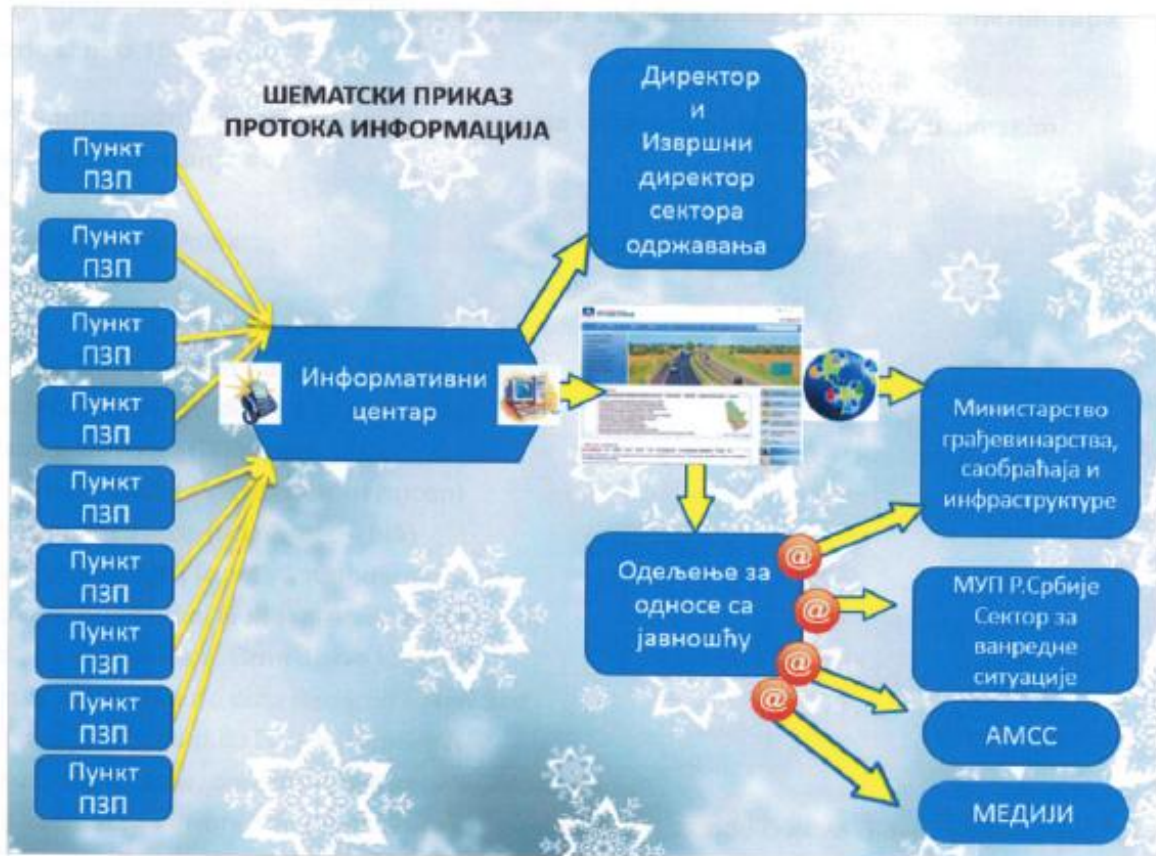 ШЕМАТСКИ ПРИКАЗ
ПРОТОКА ИНФОРМАЦИЈА
Пункт
ПЗП
Пункт
ПЗП
Пункт
ПЗП
Пункт
ПЗП
Пункт
ПЗП
Пункт
ПЗП
Пункт
ПЗП
Пункт
ПЗП
Пункт
ПЗП
Информативни
центар
Директор
и
Извршни
директор
сектора
одржавања
Министарство
грађевинарства,
саобраћаја и
инфраструктуре
Одељење за
односе са
јавношћу
@
@
@
@
МУП Р.Србије
Сектор за
ванредне
ситуације
АМСС
МЕДИЈИ